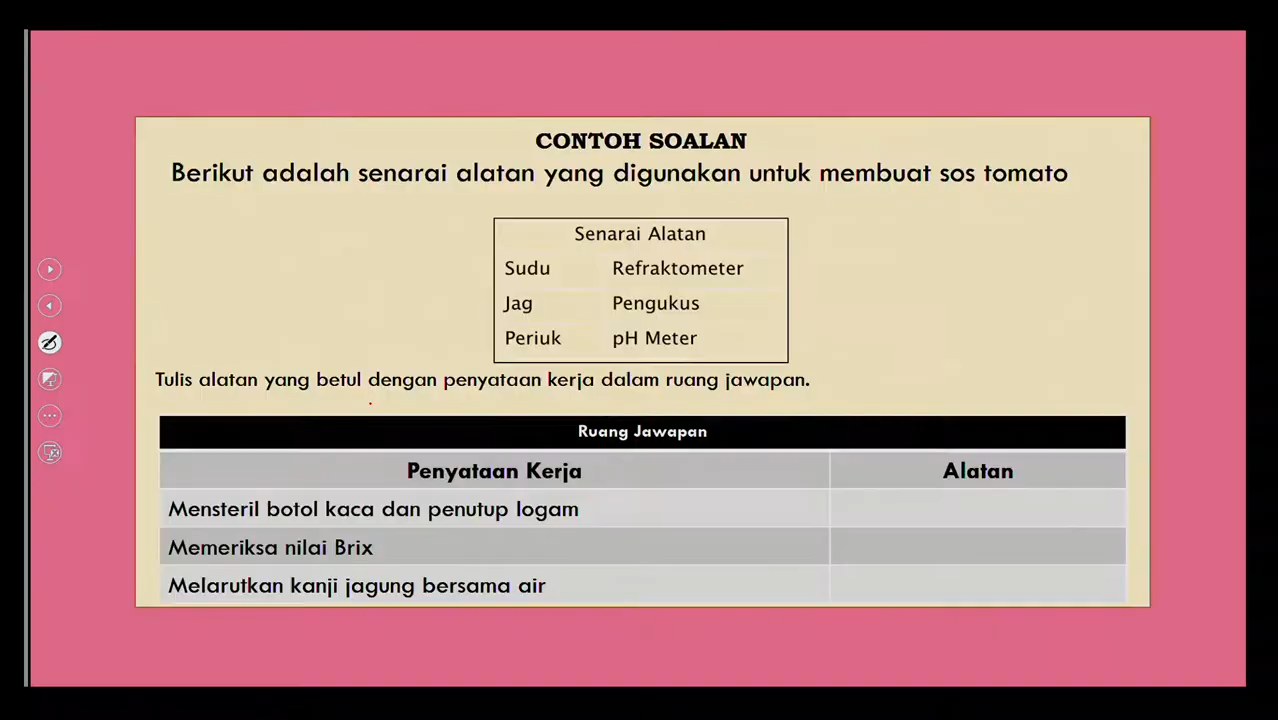 CONTOH SOALAN
Berikut adalah senarai alatan yang digunakan untuk membuat sos tomato
Senarai Alatan
Sudu Refraktometer
Jag Pengukus
Periuk pH Meter
Tulis alatan yang betul dengan penyataan kerja dalam ruang jawapan.
Ruang Jawapan
Penyataan Kerja Alatan
Mensteril botol kaca dan penutup logam
Memeriksa nilai Brix
Melarutkan kanji jagung bersama air